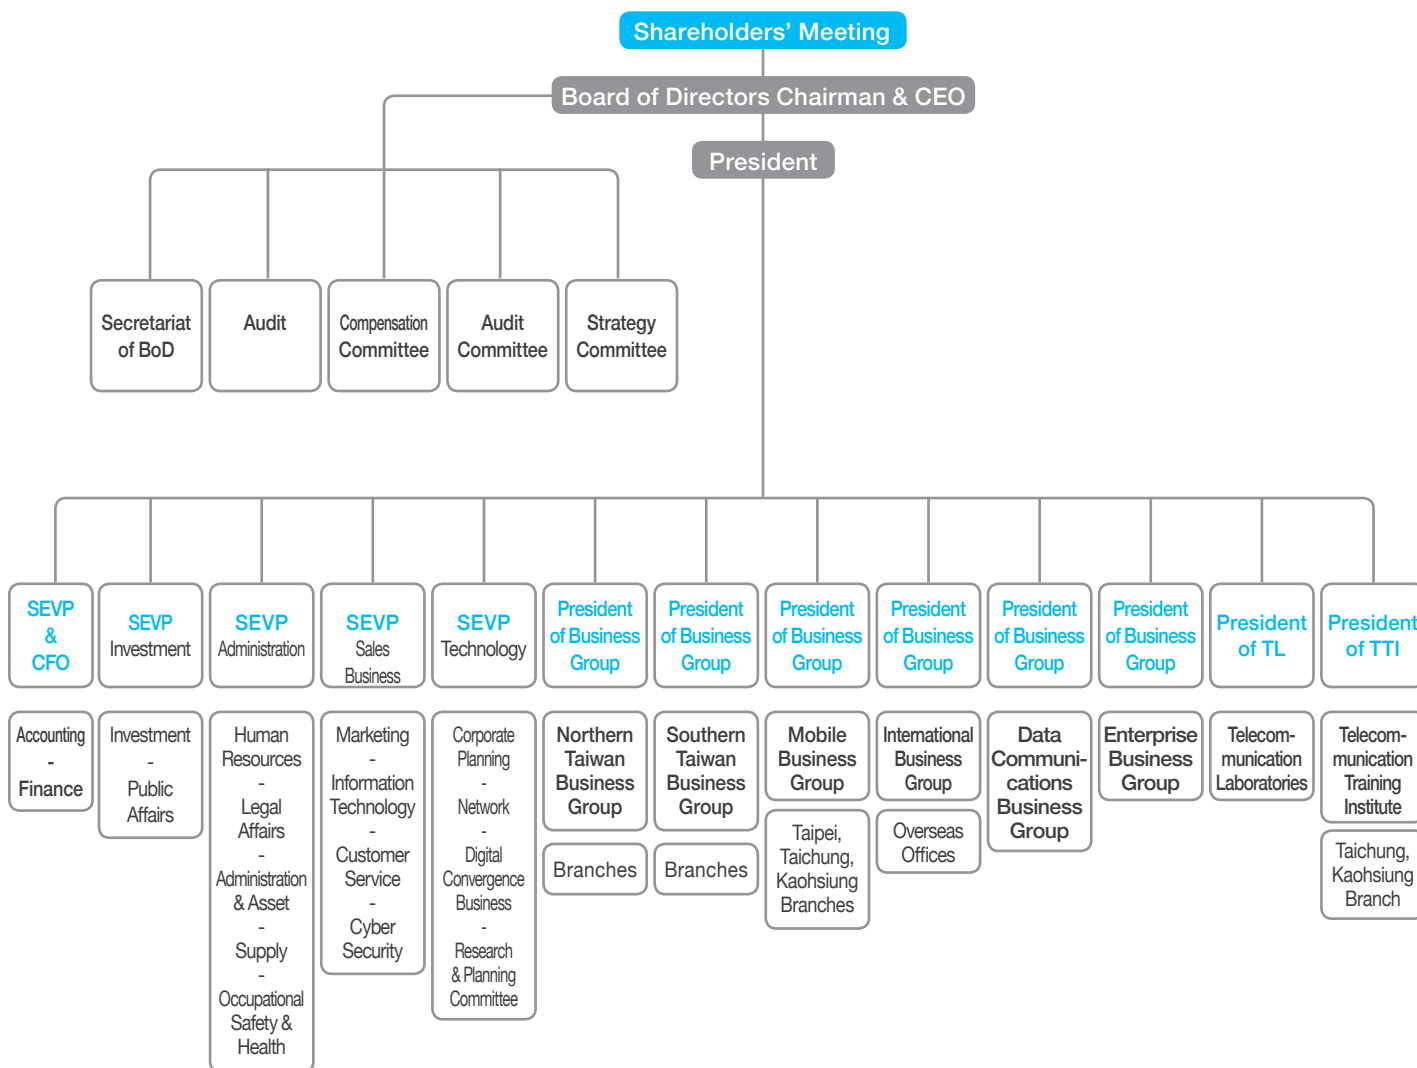 Shareholders’ Meeting
Board of Directors Chairman & CEO
President
Secretariat
of BoD
Audit
Compensation
Committee
Audit
Committee
Strategy
Committee
SEVP
&
CFO
SEVP
Investment
SEVP
Administration
SEVP
Sales
Business
SEVP
Technology
President
of Business
Group
President
of Business
Group
President
of Business
Group
President
of Business
Group
President
of Business
Group
President
of Business
Group
President
of TL
President
of TTI
Accounting
-
Finance
Investment
-
Public
Affairs
Human
Resources
-
Legal
Affairs
-
Administration
& Asset
-
Supply
-
Occupational
Safety &
Health
Marketing
-
Information
Technology
-
Customer
Service
-
Cyber
Security
Corporate
Planning
-
Network
-
Digital
Convergence
Business
-
Research
& Planning
Committee
Northern
Taiwan
Business
Group
Branches
Southern
Taiwan
Business
Group
Branches
Mobile
Business
Group
Taipei,
Taichung,
Kaohsiung
Branches
International
Business
Group
Overseas
Offices
Data
Communi-
cations
Business
Group
Enterprise
Business
Group
Telecom-
munication
Laboratories
Telecom-
munication
Training
Institute
Taichung,
Kaohsiung
Branch